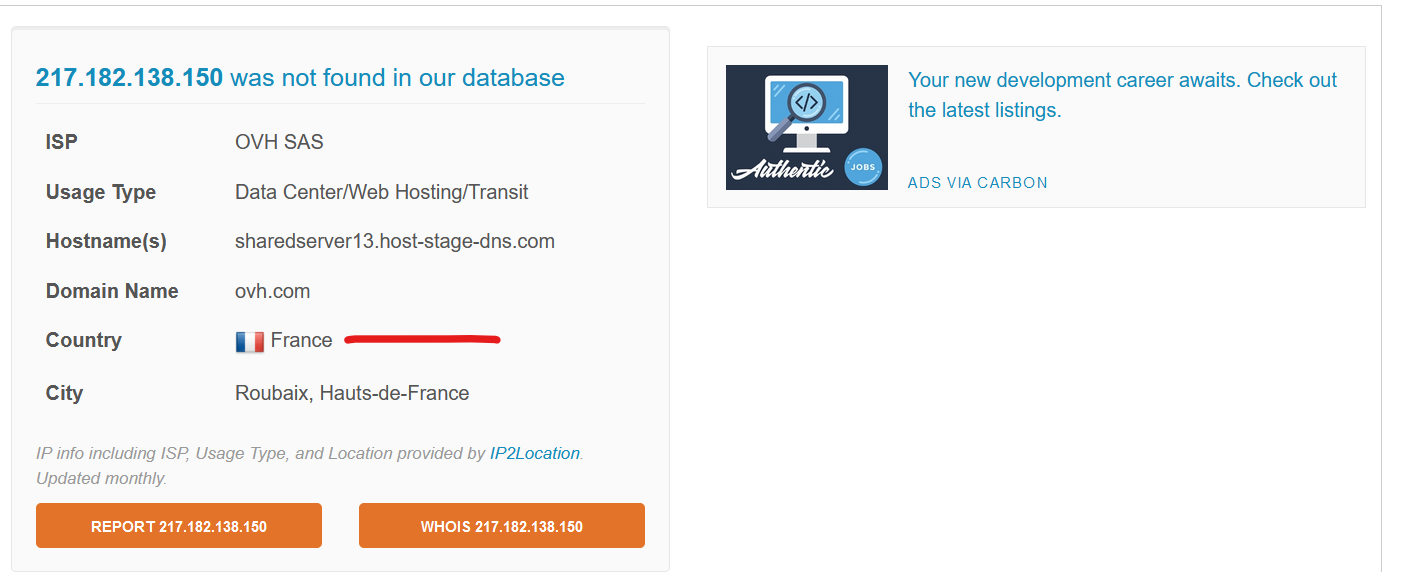 217.182.138.150 was not found in our database
ISP OVH SAS
Usage Type Data Center/Web Hosting/Transit
Hostname(s) sharedserver13.host-stage-dns.com
Domain Name ovh.com
Country France
City Roubaix, Hauts-de-France
IP info including ISP, Usage Type, and Location provided by IP2Location.
Updated monthly.
REPORT 217.182.138.150
WHOIS 217.182.138.150
</>
Authentic
JOBS
Your new development career awaits. Check out
the latest listings.
ADS VIA CARBON